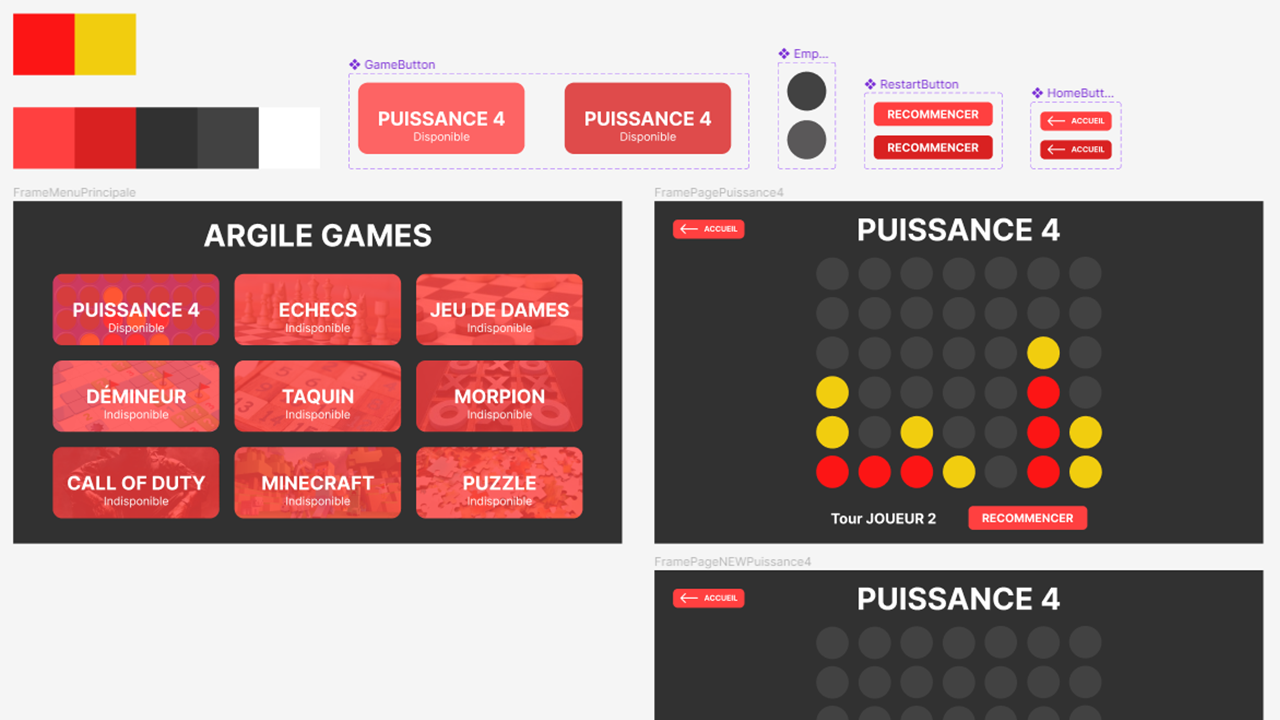 GameButton
PUISSANCE 4
Disponible
PUISSANCE 4
Disponible
Emp...
RestartButton
RECOMMENCER
RECOMMENCER
HomeButt...
ACCUEIL
ACCUEIL
FrameMenuPrincipale
ARGILE GAMES
PUISSANCE 4
Disponible
ECHECS
Indisponible
JEU DE DAMES
Indisponible
DÉMINEUR
Indisponible
TAQUIN
Indisponible
MORPION
Indisponible
CALL OF DUTY
Indisponible
MINECRAFT
Indisponible
PUZZLE
Indisponible
FramePagePuissance4
ACCUEIL
PUISSANCE 4
Tour JOUEUR 2
RECOMMENCER
FramePageNEWPuissance4
ACCUEIL
PUISSANCE 4